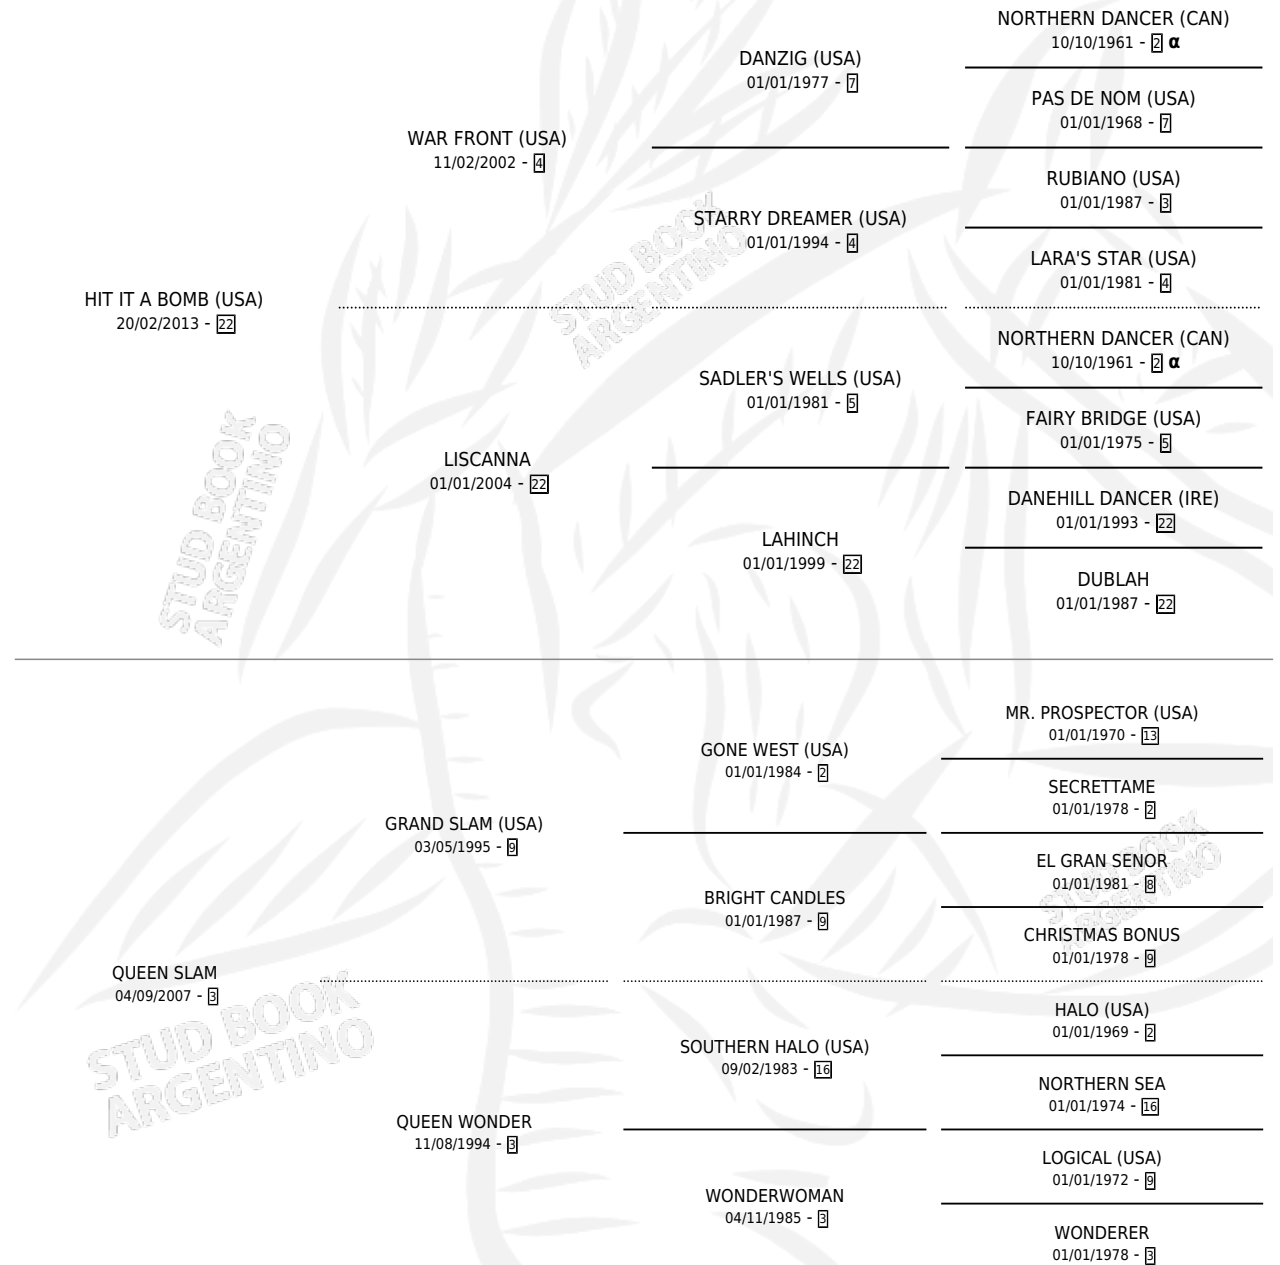 NORTHERN DANCER (CAN)
10/10/1961 - 2 α
DANZIG (USA)
01/01/1977 - 7
PAS DE NOM (USA)
01/01/1968 - 7
WAR FRONT (USA)
11/02/2002 - 4
RUBIANO (USA)
01/01/1987 - 3
STARRY DREAMER (USA)
01/01/1994 - 4
LARA'S STAR (USA)
01/01/1981 - 4
HIT IT A BOMB (USA)
20/02/2013 - 22
NORTHERN DANCER (CAN)
10/10/1961 - 2 α
SADLER'S WELLS (USA)
01/01/1981 - 5
FAIRY BRIDGE (USA)
01/01/1975 - 5
LISCANNA
01/01/2004 - 22
DANEHILL DANCER (IRE)
01/01/1993 - 22
LAHINCH
01/01/1999 - 22
DUBLAH
01/01/1987 - 22
MR. PROSPECTOR (USA)
01/01/1970 - 13
GONE WEST (USA)
01/01/1984 - 2
SECRETTAME
01/01/1978 - 2
GRAND SLAM (USA)
03/05/1995 - 9
EL GRAN SENOR
01/01/1981 - 8
BRIGHT CANDLES
01/01/1987 - 9
CHRISTMAS BONUS
01/01/1978 - 9
QUEEN SLAM
04/09/2007 - 3
HALO (USA)
01/01/1969 - 2
SOUTHERN HALO (USA)
09/02/1983 - 16
NORTHERN SEA
01/01/1974 - 16
QUEEN WONDER
11/08/1994 - 3
LOGICAL (USA)
01/01/1972 - 9
WONDERWOMAN
04/11/1985 - 3
WONDERER
01/01/1978 - 3
STUD BOOK
ARGENTINO
STUD BOOK
ARGENTINO
STUD BOOK
ARGENTINO
STUD BOOK
ARGENTINO